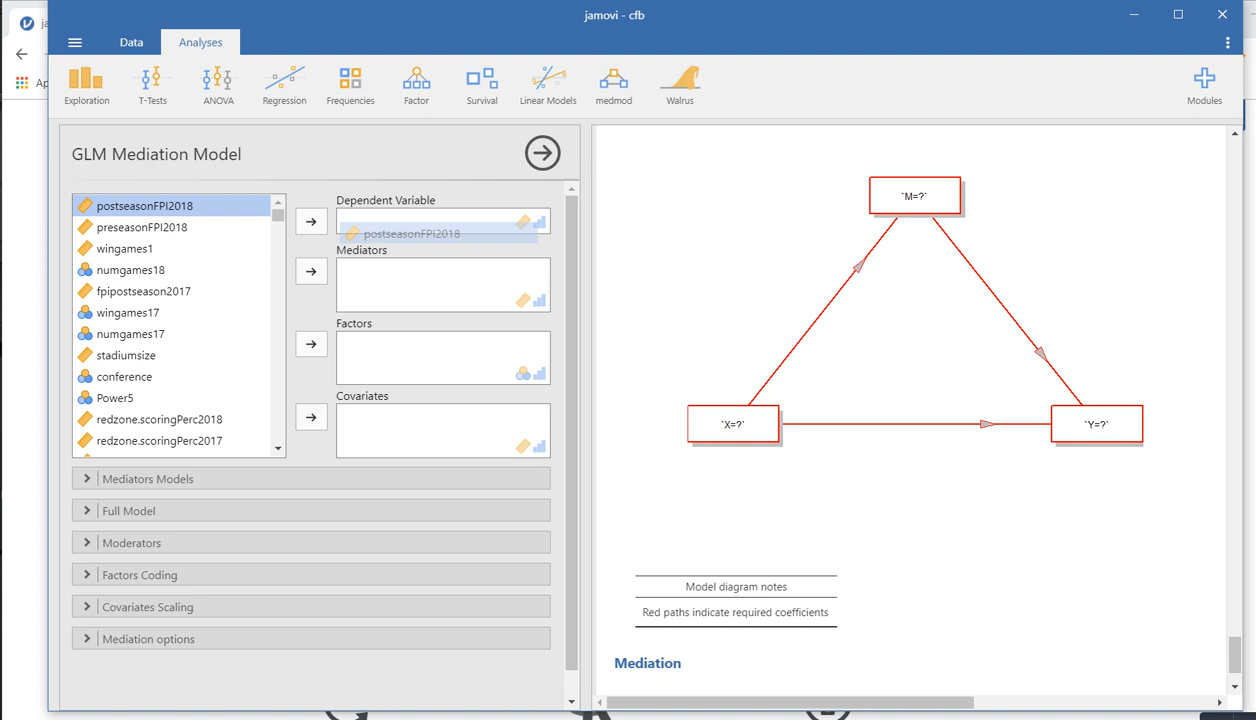 jamovi - cfb
ja
Data
Analyses
Ap
Exploration
T-Tests
ANOVA
Regression
Frequencies
Factor
Survival
Linear Models
medmod
Walrus
Modules
GLM Mediation Model
postseasonFPI2018
preseasonFPI2018
wingames1
numgames18
fpipostseason2017
wingames17
numgames17
stadiumsize
conference
Power5
redzone.scoringPerc2018
redzone.scoringPerc2017
Dependent Variable
postseasonFPI2018
Mediators
Factors
Covariates
Mediators Models
Full Model
Moderators
Factors Coding
Covariates Scaling
Mediation options
`M=?`
`X=?`
`Y=?`
Model diagram notes
Red paths indicate required coefficients
Mediation